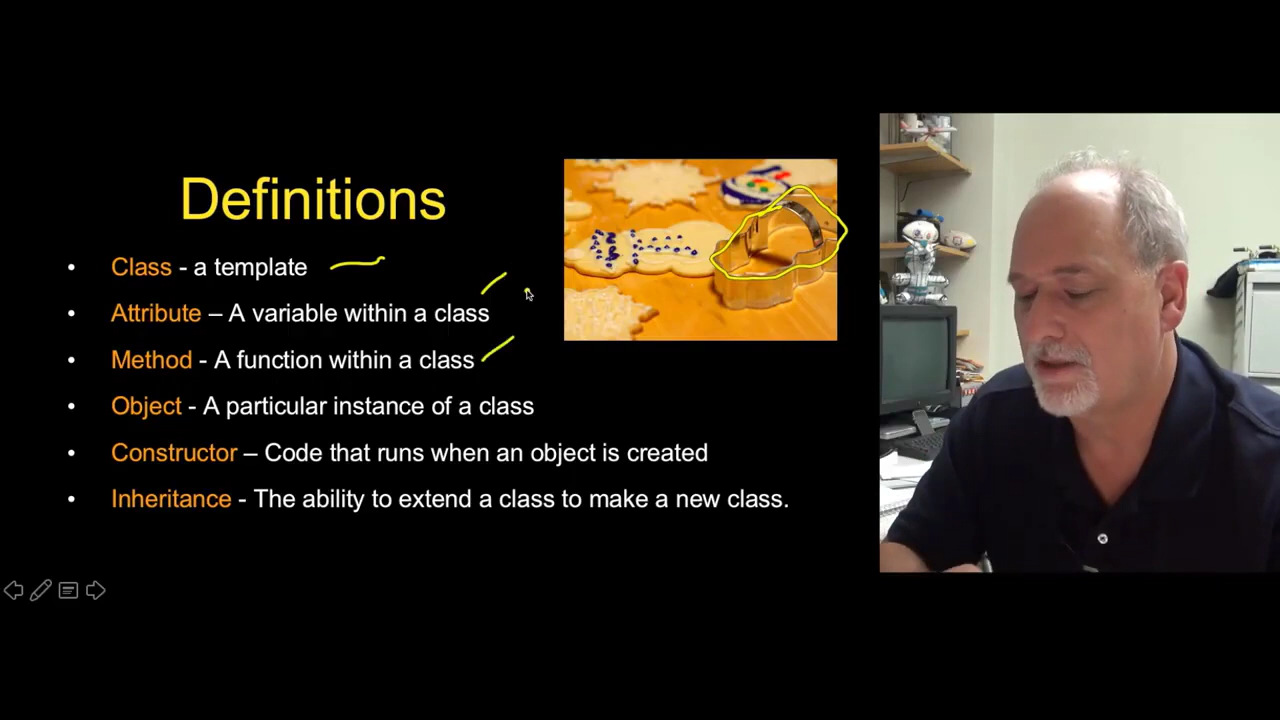 Definitions
• Class - a template
• Attribute – A variable within a class
• Method - A function within a class
• Object - A particular instance of a class
• Constructor – Code that runs when an object is created
• Inheritance - The ability to extend a class to make a new class.